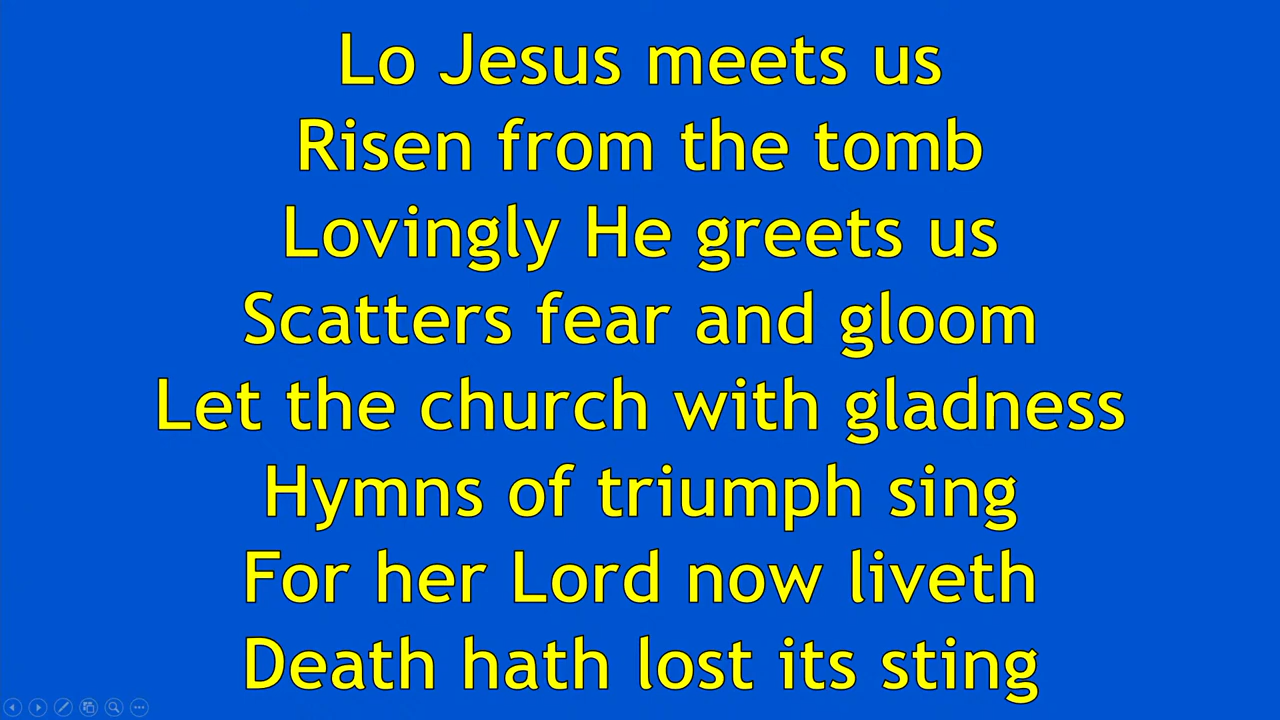 Lo Jesus meets us
Risen from the tomb
Lovingly He greets us
Scatters fear and gloom
Let the church with gladness
Hymns of triumph sing
For her Lord now liveth
Death hath lost its sting